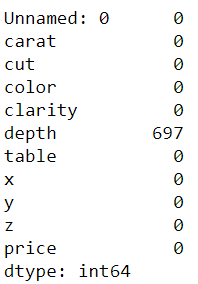 Unnamed: 0 0
carat 0
cut 0
color 0
clarity 0
depth 697
table 0
x 0
y 0
z 0
price 0
dtype: int64